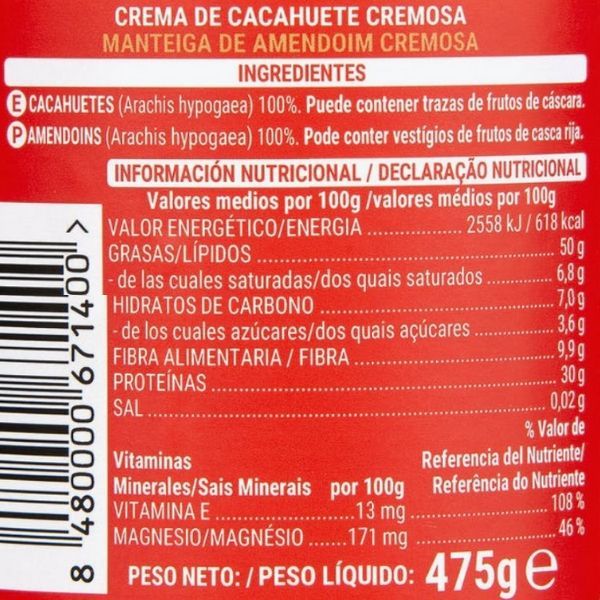 CREMA DE CACAHUETE CREMOSA
MANTEIGA DE AMENDOIM CREMOSA
INGREDIENTES
E CACAHUETES (Arachis hypogaea) 100%. Puede contener trazas de frutos de cáscara.
P AMENDOINS (Arachis hypogaea) 100%. Pode conter vestígios de frutos de casca rija.
INFORMACIÓN NUTRICIONAL / DECLARAÇÃO NUTRICIONAL
Valores medios por 100g /valores médios por 100g
VALOR ENERGÉTICO/ENERGIA ............... 2558 kJ / 618 kcal
GRASAS/LÍPIDOS ............... 50 g
- de las cuales saturadas/dos quais saturados ............... 6,8 g
HIDRATOS DE CARBONO ............... 7,0 g
- de los cuales azúcares/dos quais açúcares ............... 3,6 g
FIBRA ALIMENTARIA / FIBRA ............... 9,9 g
PROTEÍNAS ............... 30 g
SAL ............... 0,02 g
% Valor de
Vitaminas Referencia del Nutriente/
Minerales/Sais Minerais por 100g Referência do Nutriente
VITAMINA E ......13 mg ............... 108 %
MAGNESIO/MAGNÉSIO ......171 mg ............... 46 %
PESO NETO: / PESO LÍQUIDO: 475g e
8 480000 671400 >